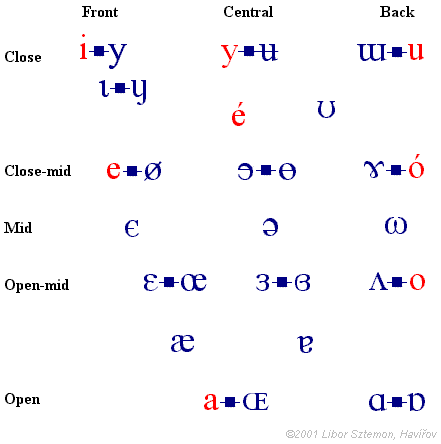 Front Central Back
Close i y y ʉ ɯ u
ɩ ɥ
é ʊ
Close-mid e ø ɘ ɵ ɤ ó
Mid ϵ ə ω
Open-mid ɛ œ ɜ ɞ ʌ o
æ ɐ
Open a Œ ɑ ɒ
©2001 Libor Sztemon, Havířov